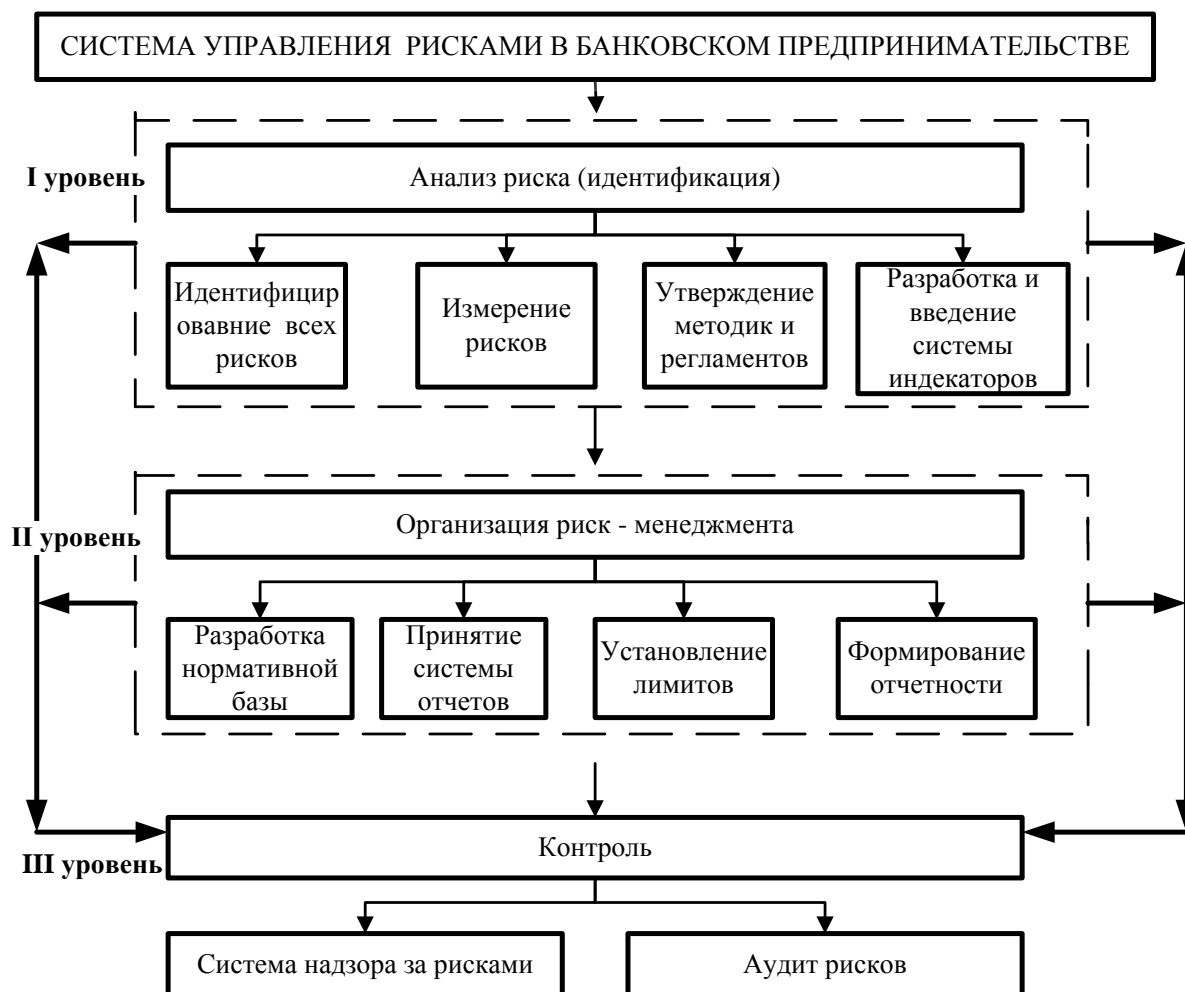 СИСТЕМА УПРАВЛЕНИЯ РИСКАМИ В БАНКОВСКОМ ПРЕДПРИНИМАТЕЛЬСТВЕ
I уровень
Анализ риска (идентификация)
Идентифицир
овавние всех
рисков
Измерение
рисков
Утверждение
методик и
регламентов
Разработка и
введение
системы
индекаторов
II уровень
Организация риск - менеджмента
Разработка
нормативной
базы
Принятие
системы
отчетов
Установление
лимитов
Формирование
отчетности
Контроль
III уровень
Система надзора за рисками
Аудит рисков